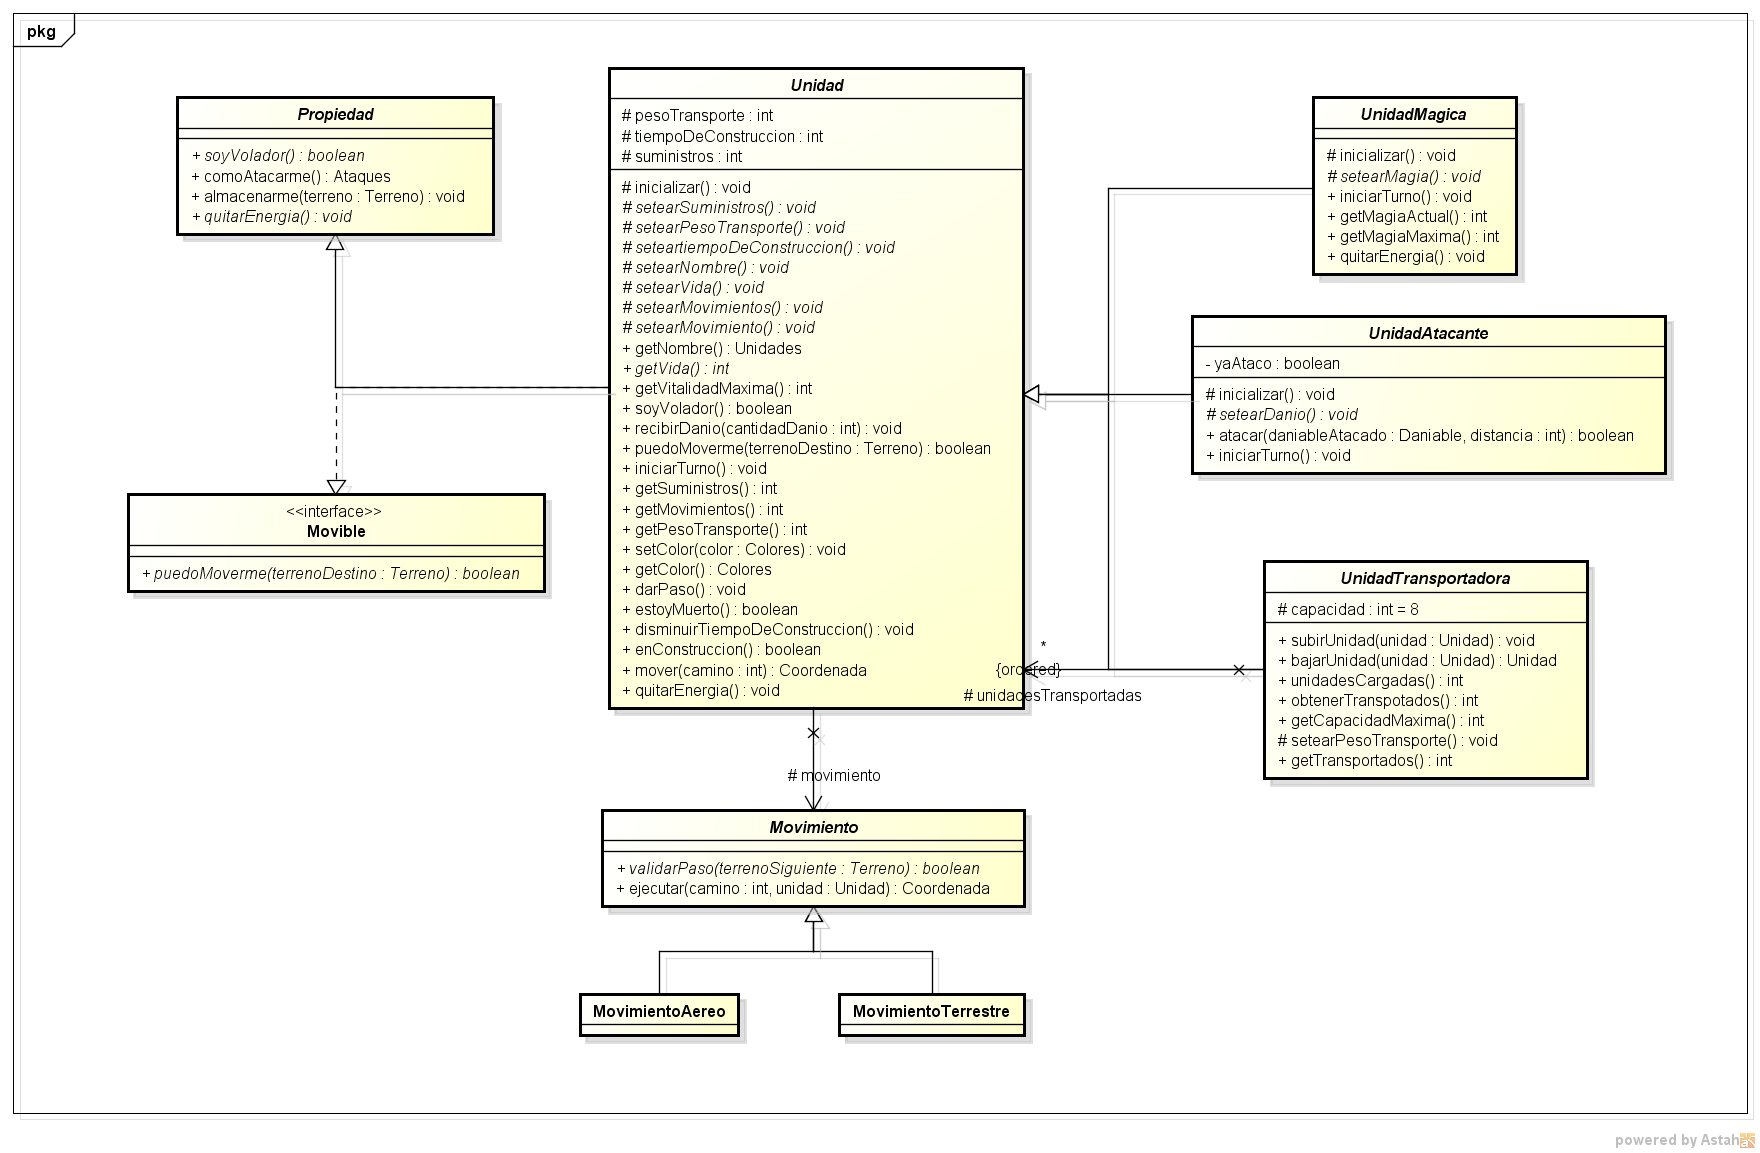 pkg
Propiedad
+ soyVolador() : boolean
+ comoAtacarme() : Ataques
+ almacenarme(terreno : Terreno) : void
+ quitarEnergia() : void
<<interface>>
Movible
+ puedoMoverme(terrenoDestino : Terreno) : boolean
Unidad
# pesoTransporte : int
# tiempoDeConstruccion : int
# suministros : int
# inicializar() : void
# setearSuministros() : void
# setearPesoTransporte() : void
# seteartiempoDeConstruccion() : void
# setearNombre() : void
# setearVida() : void
# setearMovimientos() : void
# setearMovimiento() : void
+ getNombre() : Unidades
+ getVida() : int
+ getVitalidadMaxima() : int
+ soyVolador() : boolean
+ recibirDanio(cantidadDanio : int) : void
+ puedoMoverme(terrenoDestino : Terreno) : boolean
+ iniciarTurno() : void
+ getSuministros() : int
+ getMovimientos() : int
+ getPesoTransporte() : int
+ setColor(color : Colores) : void
+ getColor() : Colores
+ darPaso() : void
+ estoyMuerto() : boolean
+ disminuirTiempoDeConstruccion() : void
+ enConstruccion() : boolean
+ mover(camino : int) : Coordenada
+ quitarEnergia() : void
*
{ordered}
# unidadesTransportadas
# movimiento
Movimiento
+ validarPaso(terrenoSiguiente : Terreno) : boolean
+ ejecutar(camino : int, unidad : Unidad) : Coordenada
MovimientoAereo
MovimientoTerrestre
UnidadMagica
# inicializar() : void
# setearMagia() : void
+ iniciarTurno() : void
+ getMagiaActual() : int
+ getMagiaMaxima() : int
+ quitarEnergia() : void
UnidadAtacante
- yaAtaco : boolean
# inicializar() : void
# setearDanio() : void
+ atacar(daniableAtacado : Daniable, distancia : int) : boolean
+ iniciarTurno() : void
UnidadTransportadora
# capacidad : int = 8
+ subirUnidad(unidad : Unidad) : void
+ bajarUnidad(unidad : Unidad) : Unidad
+ unidadesCargadas() : int
+ obtenerTranspotados() : int
+ getCapacidadMaxima() : int
# setearPesoTransporte() : void
+ getTransportados() : int
powered by Astah